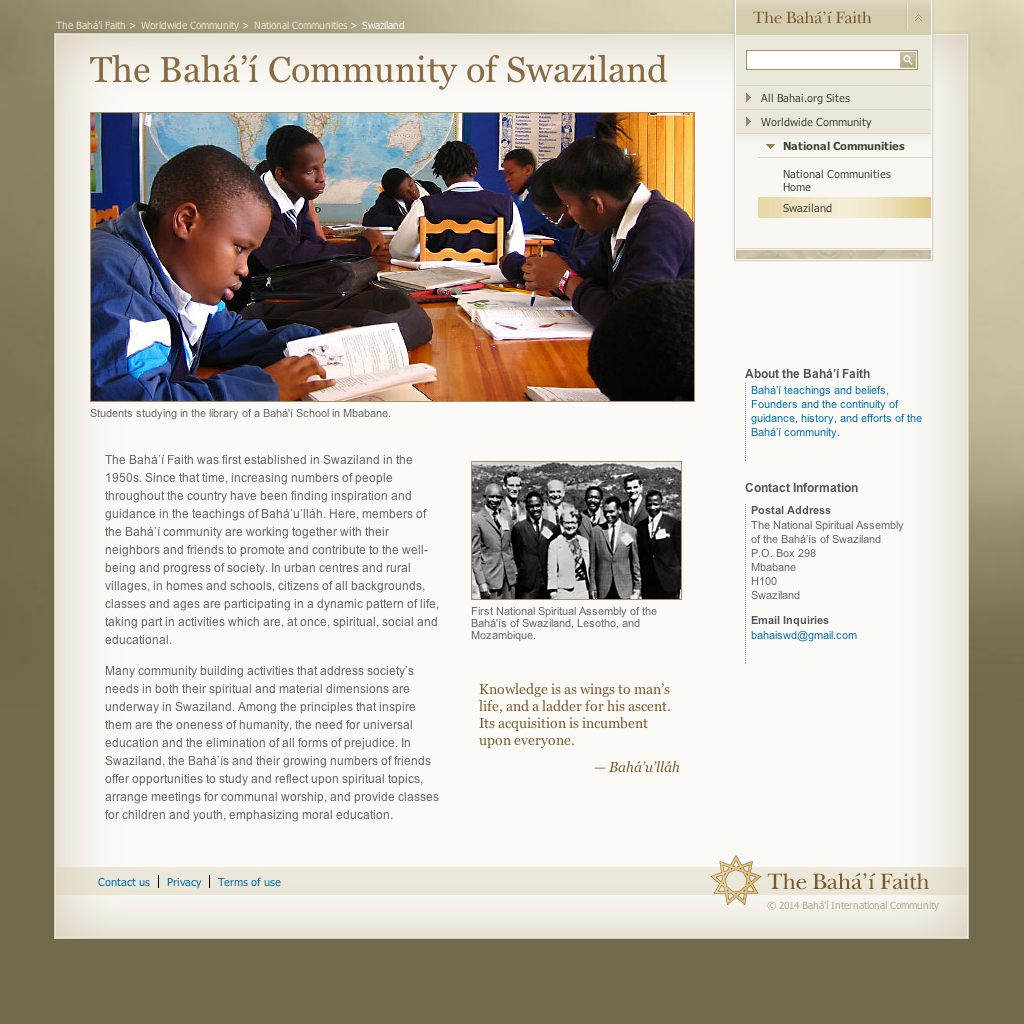 The Bahá’í Faith > Worldwide Community > National Communities > Swaziland
The Bahá’í Faith
The Bahá’í Community of Swaziland
All Bahai.org Sites
Worldwide Community
National Communities
National Communities
Home
Swaziland
Students studying in the library of a Bahá'í School in Mbabane.
The Bahá’í Faith was first established in Swaziland in the
1950s. Since that time, increasing numbers of people
throughout the country have been finding inspiration and
guidance in the teachings of Bahá’u’lláh. Here, members of
the Bahá’í community are working together with their
neighbors and friends to promote and contribute to the well-
being and progress of society. In urban centres and rural
villages, in homes and schools, citizens of all backgrounds,
classes and ages are participating in a dynamic pattern of life,
taking part in activities which are, at once, spiritual, social and
educational.
Many community building activities that address society’s
needs in both their spiritual and material dimensions are
underway in Swaziland. Among the principles that inspire
them are the oneness of humanity, the need for universal
education and the elimination of all forms of prejudice. In
Swaziland, the Bahá’ís and their growing numbers of friends
offer opportunities to study and reflect upon spiritual topics,
arrange meetings for communal worship, and provide classes
for children and youth, emphasizing moral education.
First National Spiritual Assembly of the
Bahá'ís of Swaziland, Lesotho, and
Mozambique.
Knowledge is as wings to man’s
life, and a ladder for his ascent.
Its acquisition is incumbent
upon everyone.
— Bahá’u’lláh
About the Bahá’í Faith
Bahá’í teachings and beliefs,
Founders and the continuity of
guidance, history, and efforts of the
Bahá’í community.
Contact Information
Postal Address
The National Spiritual Assembly
of the Bahá’ís of Swaziland
P.O. Box 298
Mbabane
H100
Swaziland
Email Inquiries
bahaiswd@gmail.com
Contact us | Privacy | Terms of use
The Bahá’í Faith
© 2014 Bahá’í International Community